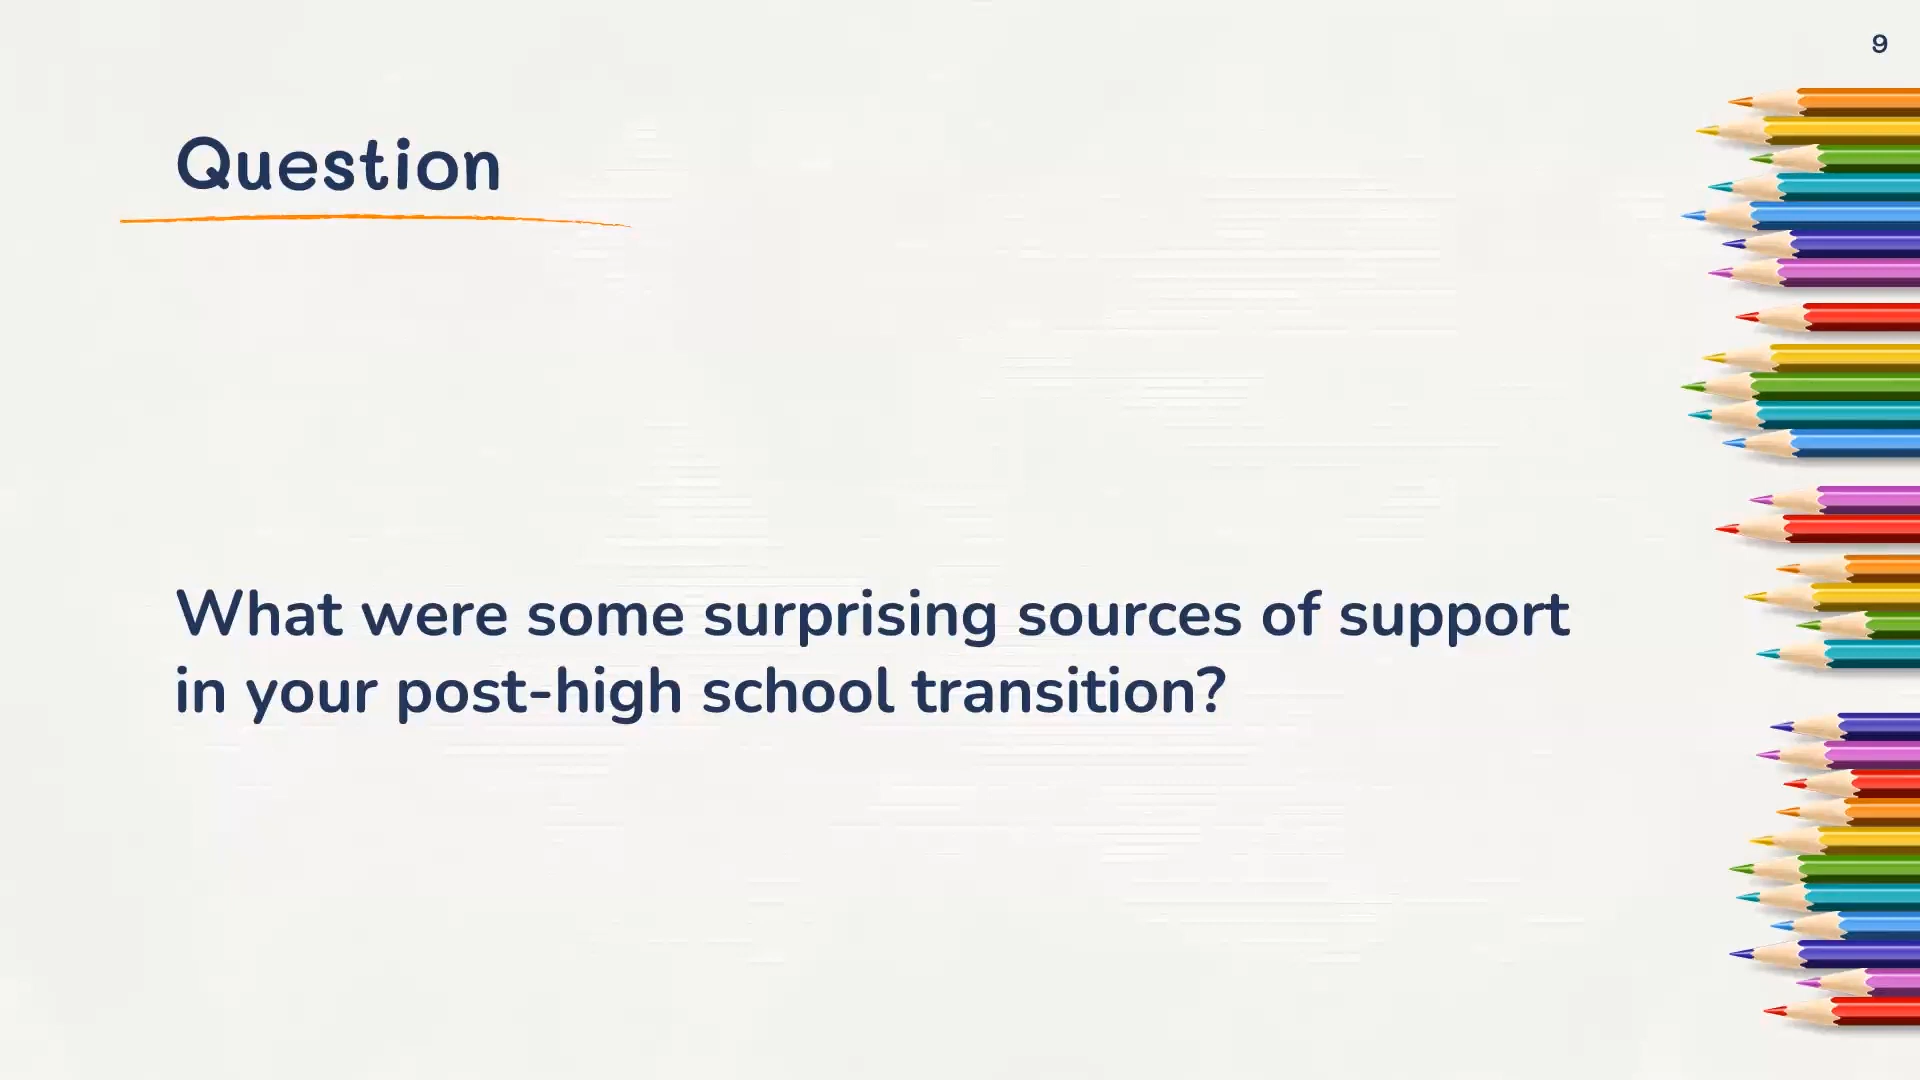 9
Question
What were some surprising sources of support
in your post-high school transition?